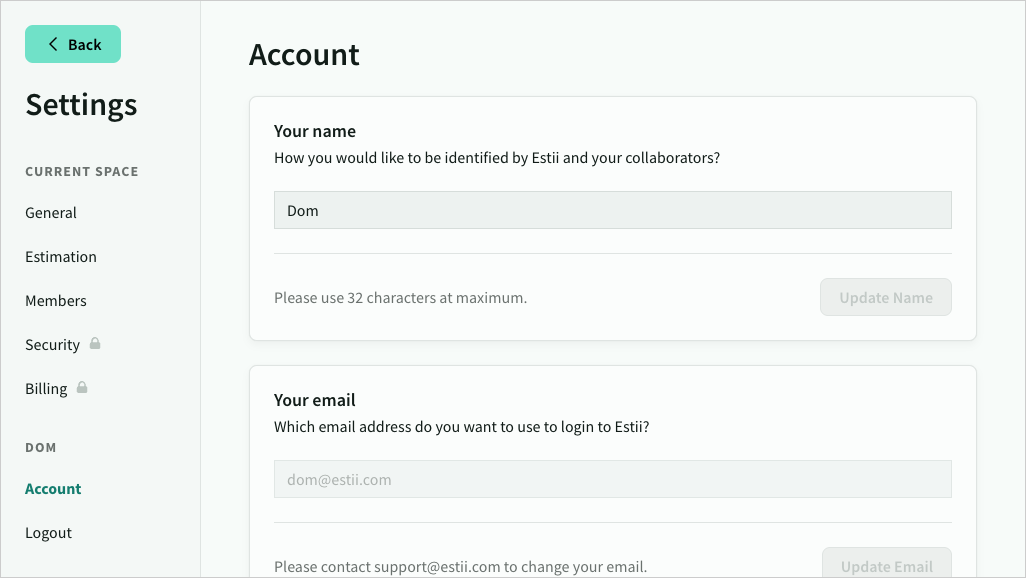 Back
Settings
CURRENT SPACE
General
Estimation
Members
Security
Billing
DOM
Account
Logout
Account
Your name
How you would like to be identified by Estii and your collaborators?
Dom
Please use 32 characters at maximum.
Update Name
Your email
Which email address do you want to use to login to Estii?
dom@estii.com
Please contact support@estii.com to change your email.
Update Email